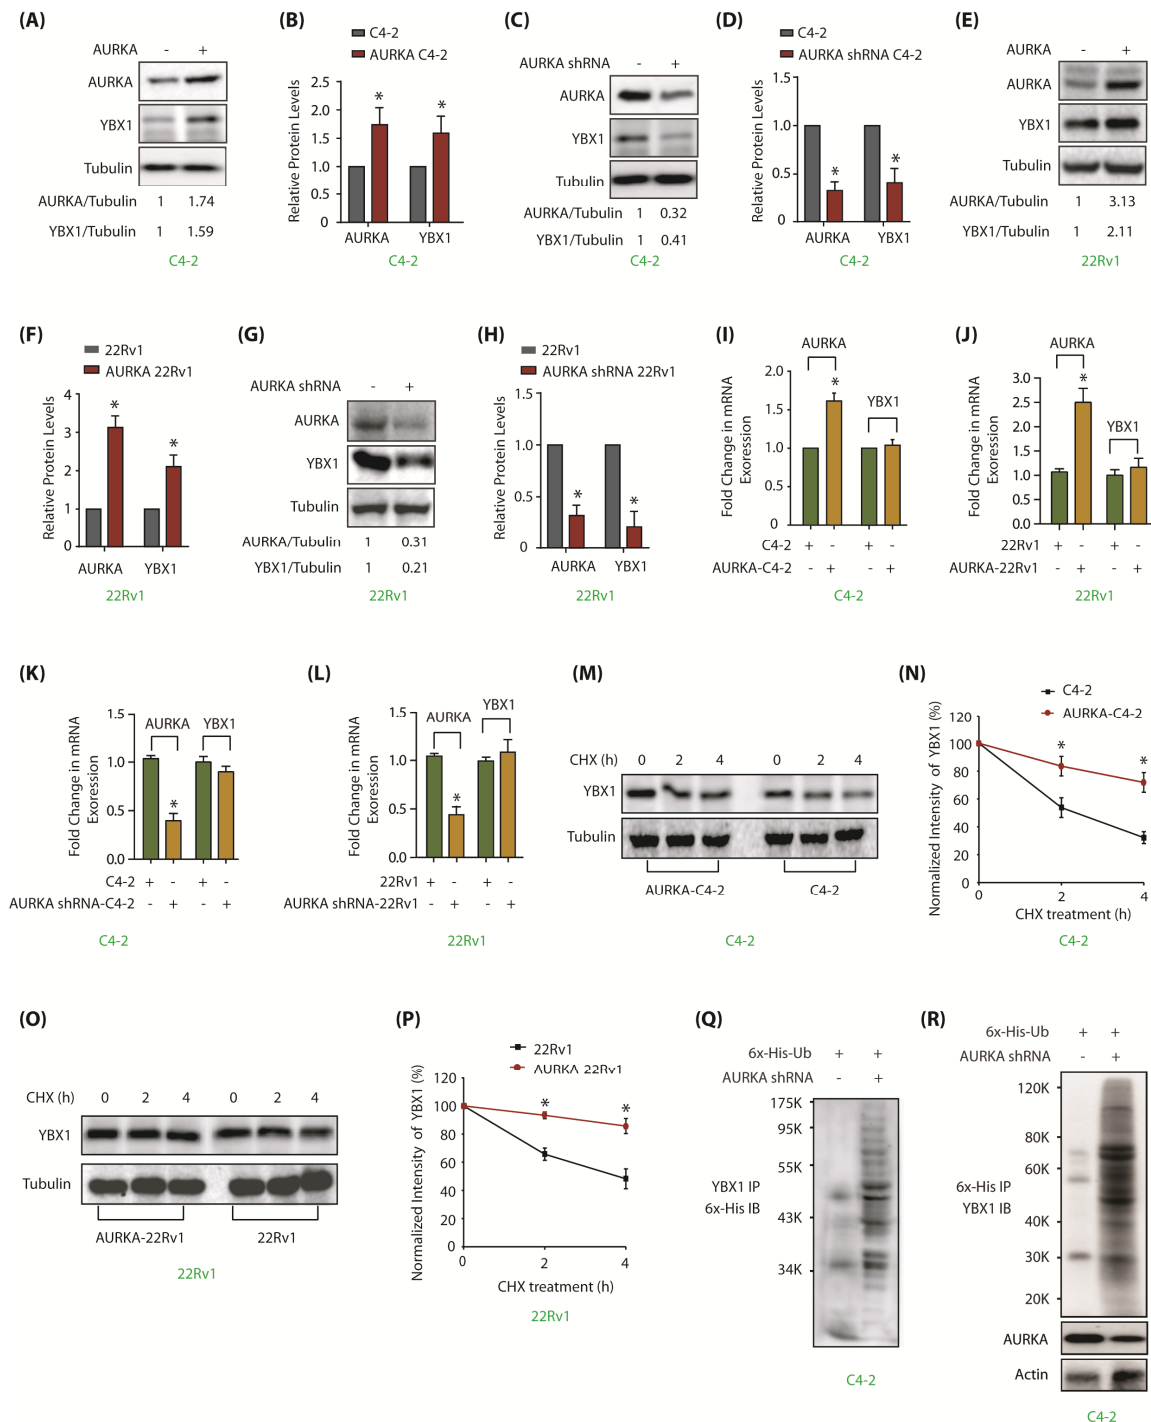 (A)
AURKA - +
AURKA
YBX1
Tubulin
AURKA/Tubulin 1 1.74
YBX1/Tubulin 1 1.59
C4-2
(B)
C4-2
AURKA C4-2
Relative Protein Levels
2.5
2.0
1.5
1.0
0.5
0
* *
AURKA YBX1
C4-2
(C)
AURKA shRNA - +
AURKA
YBX1
Tubulin
AURKA/Tubulin 1 0.32
YBX1/Tubulin 1 0.41
C4-2
(D)
C4-2
AURKA shRNA C4-2
Relative Protein Levels
1.5
1.0
0.5
0
* *
AURKA YBX1
C4-2
(E)
AURKA - +
AURKA
YBX1
Tubulin
AURKA/Tubulin 1 3.13
YBX1/Tubulin 1 2.11
22Rv1
(F)
22Rv1
AURKA 22Rv1
Relative Protein Levels
4
3
2
1
0
* *
AURKA YBX1
22Rv1
(G)
AURKA shRNA - +
AURKA
YBX1
Tubulin
AURKA/Tubulin 1 0.31
YBX1/Tubulin 1 0.21
22Rv1
(H)
22Rv1
AURKA shRNA 22Rv1
Relative Protein Levels
1.5
1.0
0.5
0
* *
AURKA YBX1
22Rv1
(I)
AURKA
YBX1
*
Fold Change in mRNA
Exoression
2.0
1.5
1.0
0.5
0
C4-2 + - + -
AURKA-C4-2 - + - +
C4-2
(J)
AURKA
YBX1
*
Fold Change in mRNA
Exoression
3.0
2.5
2.0
1.5
1.0
0.5
0.0
22Rv1 + - + -
AURKA-22Rv1 - + - +
22Rv1
(K)
AURKA YBX1
*
Fold Change in mRNA
Exoression
1.5
1.0
0.5
0.0
C4-2 + - + -
AURKA shRNA-C4-2 - + - +
C4-2
(L)
AURKA YBX1
*
Fold Change in mRNA
Exoression
1.5
1.0
0.5
0.0
22Rv1 + - + -
AURKA shRNA-22Rv1 - + - +
22Rv1
(M)
CHX (h) 0 2 4 0 2 4
YBX1
Tubulin
AURKA-C4-2 C4-2
C4-2
(N)
C4-2
AURKA-C4-2
Normalized Intensity of YBX1 (%)
120
100
80
60
40
20
0
* *
0 2 4
CHX treatment (h)
C4-2
(O)
CHX (h) 0 2 4 0 2 4
YBX1
Tubulin
AURKA-22Rv1 22Rv1
22Rv1
(P)
22Rv1
AURKA 22Rv1
Normalized Intensity of YBX1 (%)
120
100
80
60
40
20
0
* *
0 2 4
CHX treatment (h)
22Rv1
(Q)
6x-His-Ub + +
AURKA shRNA - +
175K
95K
55K
43K
34K
YBX1 IP
6x-His IB
C4-2
(R)
6x-His-Ub + +
AURKA shRNA - +
120K
80K
60K
40K
30K
20K
6x-His IP
YBX1 IB
AURKA
Actin
C4-2